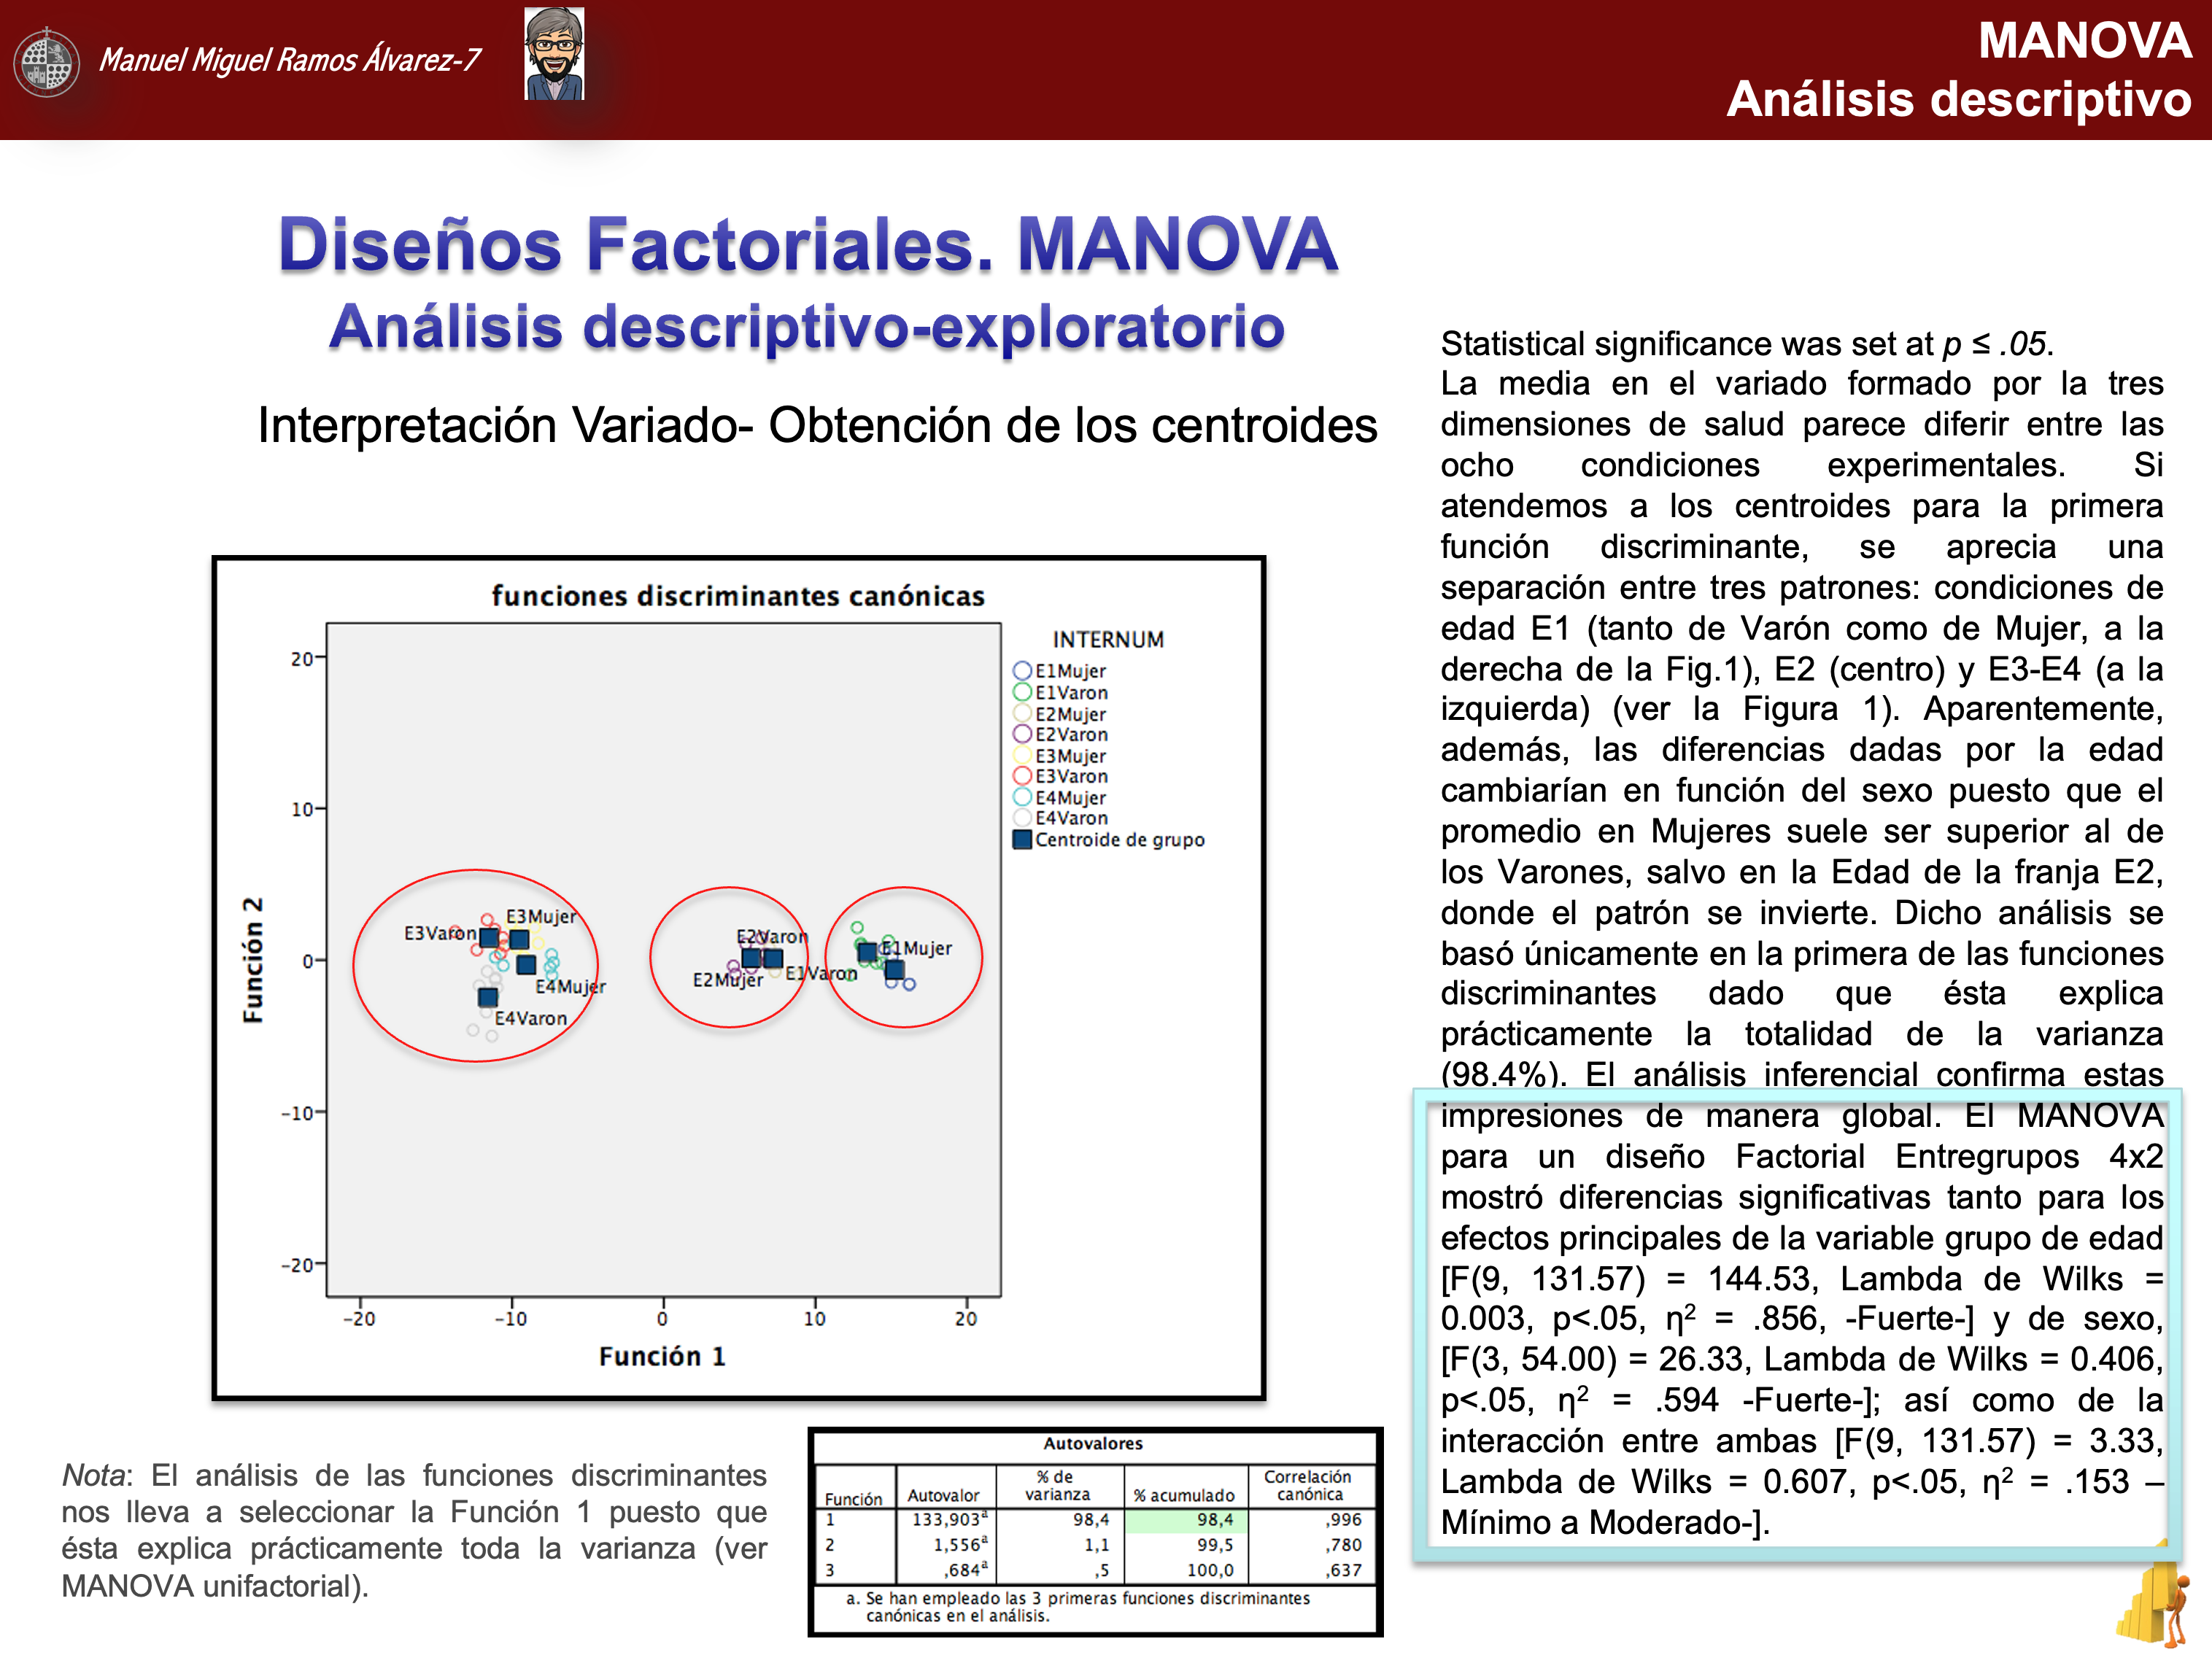 Manuel Miguel Ramos Álvarez-7
MANOVA
Análisis descriptivo
Diseños Factoriales. MANOVA
Análisis descriptivo-exploratorio
Interpretación Variado- Obtención de los centroides
funciones discriminantes canónicas
INTERNUM
E1Mujer
E1Varon
E2Mujer
E2Varon
E3Mujer
E3Varon
E4Mujer
E4Varon
Centroide de grupo
Función 2
20
10
0
-10
-20
E3Varon
E3Mujer
E4Mujer
E4Varon
E2Varon
E2Mujer
E1Varon
E1Mujer
-20
-10
0
10
20
Función 1
Nota: El análisis de las funciones discriminantes
nos lleva a seleccionar la Función 1 puesto que
ésta explica prácticamente toda la varianza (ver
MANOVA unifactorial).
Autovalores
Función Autovalor % de varianza % acumulado Correlación canónica
1 133,903a 98,4 98,4 ,996
2 1,556a 1,1 99,5 ,780
3 ,684a ,5 100,0 ,637
a. Se han empleado las 3 primeras funciones discriminantes
canónicas en el análisis.
Statistical significance was set at p ≤ .05.
La media en el variado formado por la tres
dimensiones de salud parece diferir entre las
ocho condiciones experimentales. Si
atendemos a los centroides para la primera
función discriminante, se aprecia una
separación entre tres patrones: condiciones de
edad E1 (tanto de Varón como de Mujer, a la
derecha de la Fig.1), E2 (centro) y E3-E4 (a la
izquierda) (ver la Figura 1). Aparentemente,
además, las diferencias dadas por la edad
cambiarían en función del sexo puesto que el
promedio en Mujeres suele ser superior al de
los Varones, salvo en la Edad de la franja E2,
donde el patrón se invierte. Dicho análisis se
basó únicamente en la primera de las funciones
discriminantes dado que ésta explica
prácticamente la totalidad de la varianza
(98.4%). El análisis inferencial confirma estas
impresiones de manera global. El MANOVA
para un diseño Factorial Entregrupos 4x2
mostró diferencias significativas tanto para los
efectos principales de la variable grupo de edad
[F(9, 131.57) = 144.53, Lambda de Wilks =
0.003, p<.05, η² = .856, -Fuerte-] y de sexo,
[F(3, 54.00) = 26.33, Lambda de Wilks = 0.406,
p<.05, η² = .594 -Fuerte-]; así como de la
interacción entre ambas [F(9, 131.57) = 3.33,
Lambda de Wilks = 0.607, p<.05, η² = .153 –
Mínimo a Moderado-].